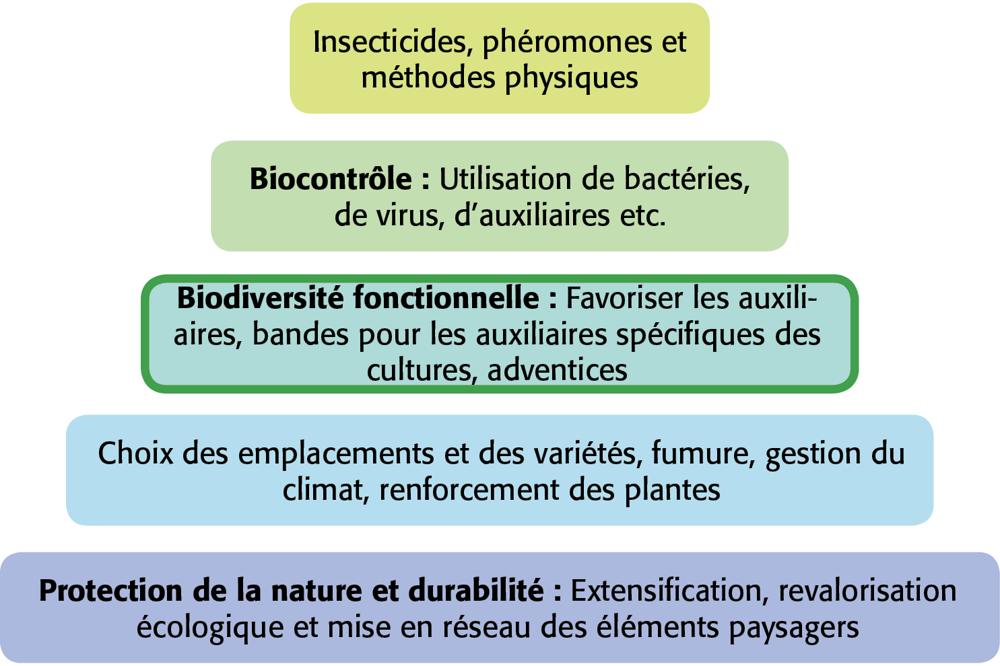 Insecticides, phéromones et
méthodes physiques
Biocontrôle : Utilisation de bactéries,
de virus, d’auxiliaires etc.
Biodiversité fonctionnelle : Favoriser les auxili-
aires, bandes pour les auxiliaires spécifiques des
cultures, adventices
Choix des emplacements et des variétés, fumure, gestion du
climat, renforcement des plantes
Protection de la nature et durabilité : Extensification, revalorisation
écologique et mise en réseau des éléments paysagers